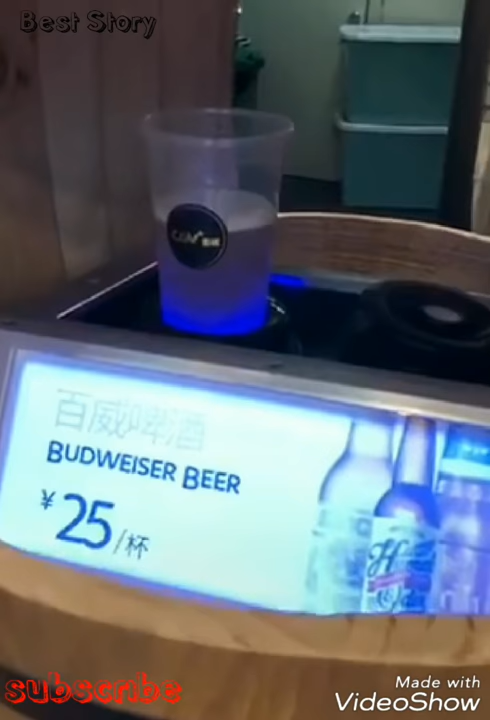 Best Story
百威啤酒
BUDWEISER BEER
¥25/杯
subscribe
Made with
VideoShow